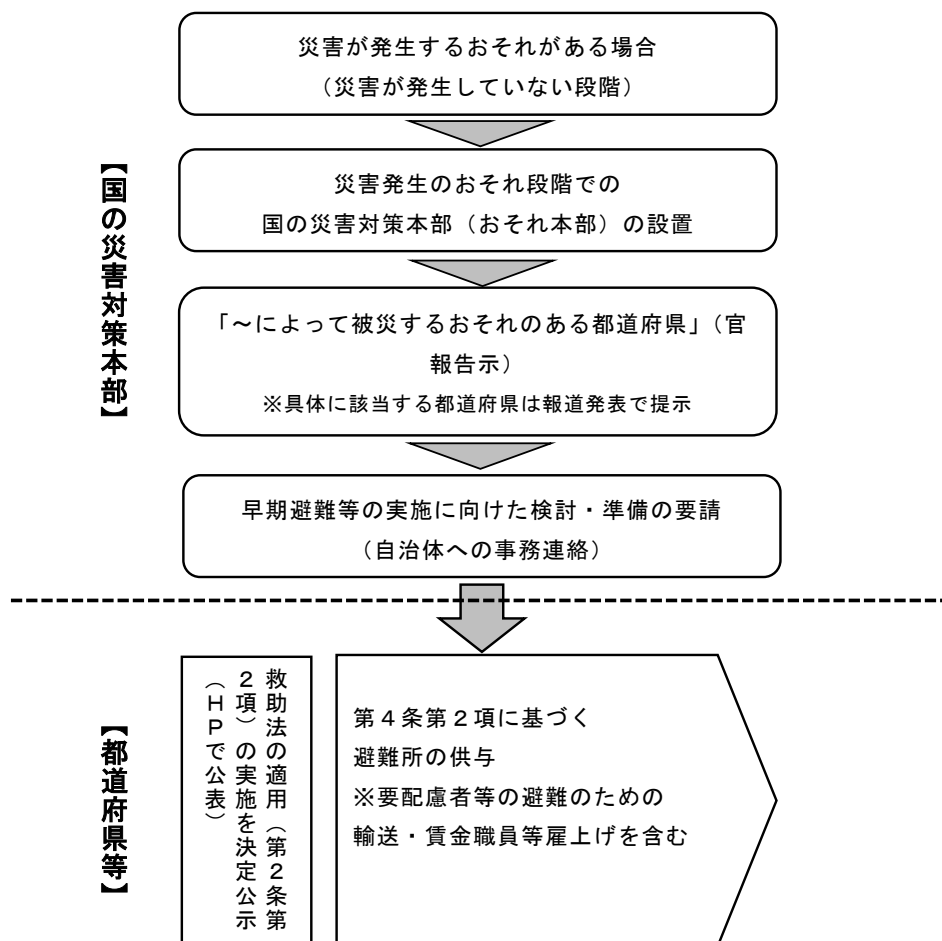 災害が発生するおそれがある場合
（災害が発生していない段階）
【国の災害対策本部】
災害発生のおそれ段階での
国の災害対策本部（おそれ本部）の設置
「～によって被災するおそれのある都道府県」（官
報告示）
※具体に該当する都道府県は報道発表で提示
早期避難等の実施に向けた検討・準備の要請
（自治体への事務連絡）
【都道府県等】
救助法の適用（第２条第
２項）の実施を決定公示
（ＨＰで公表）
第４条第２項に基づく
避難所の供与
※要配慮者等の避難のための
輸送・賃金職員等雇上げを含む